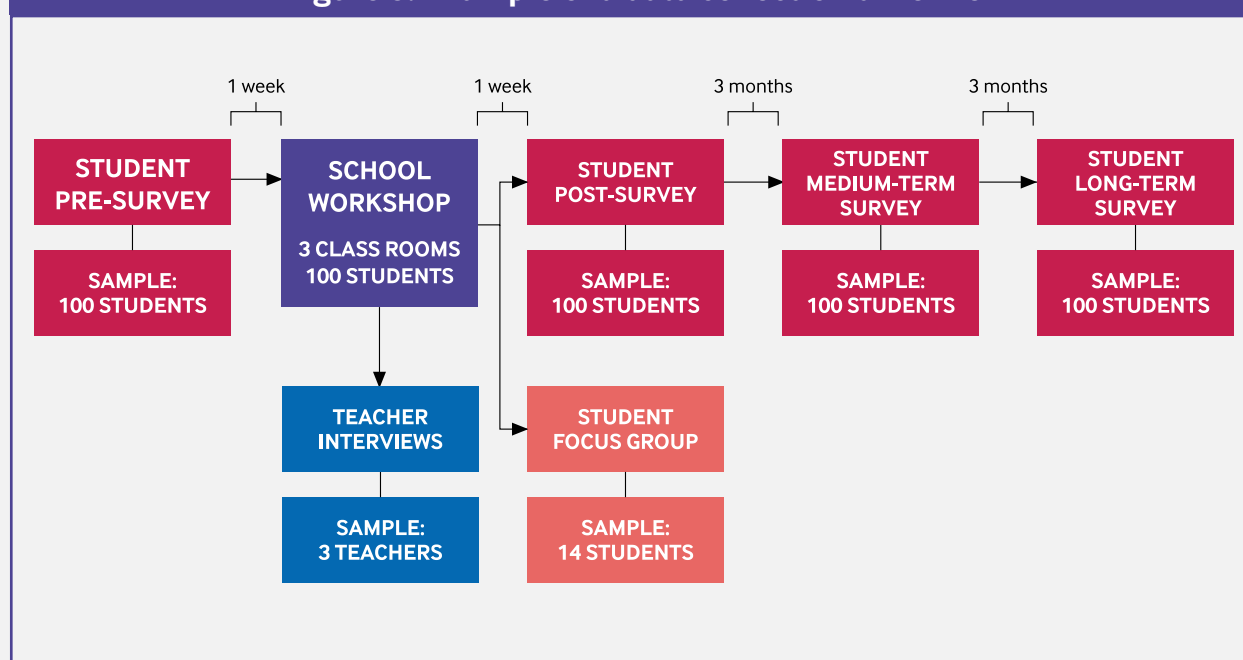 1 week
1 week
3 months
3 months
STUDENT
PRE-SURVEY
SCHOOL
WORKSHOP
3 CLASS ROOMS
100 STUDENTS
STUDENT
POST-SURVEY
STUDENT
MEDIUM-TERM
SURVEY
STUDENT
LONG-TERM
SURVEY
SAMPLE:
100 STUDENTS
SAMPLE:
100 STUDENTS
SAMPLE:
100 STUDENTS
SAMPLE:
100 STUDENTS
TEACHER
INTERVIEWS
STUDENT
FOCUS GROUP
SAMPLE:
3 TEACHERS
SAMPLE:
14 STUDENTS